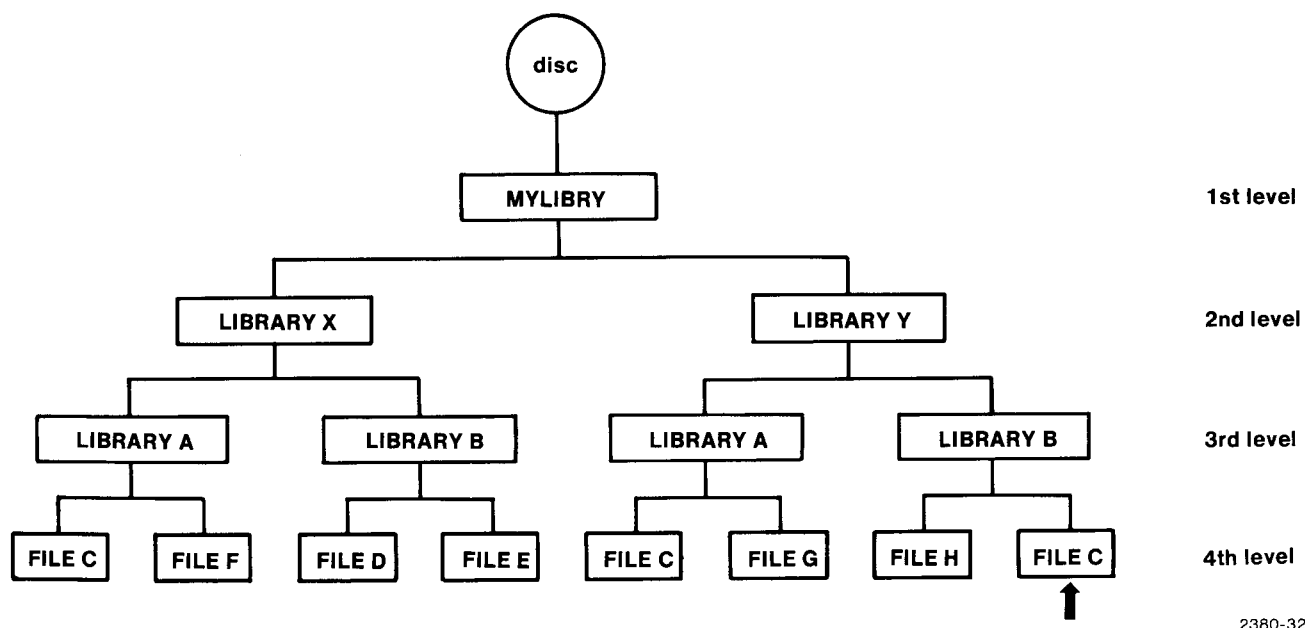 disc
MYLIBRY
1st level
LIBRARY X
LIBRARY Y
2nd level
LIBRARY A
LIBRARY B
LIBRARY A
LIBRARY B
3rd level
FILE C
FILE F
FILE D
FILE E
FILE C
FILE G
FILE H
FILE C
4th level
2380-32